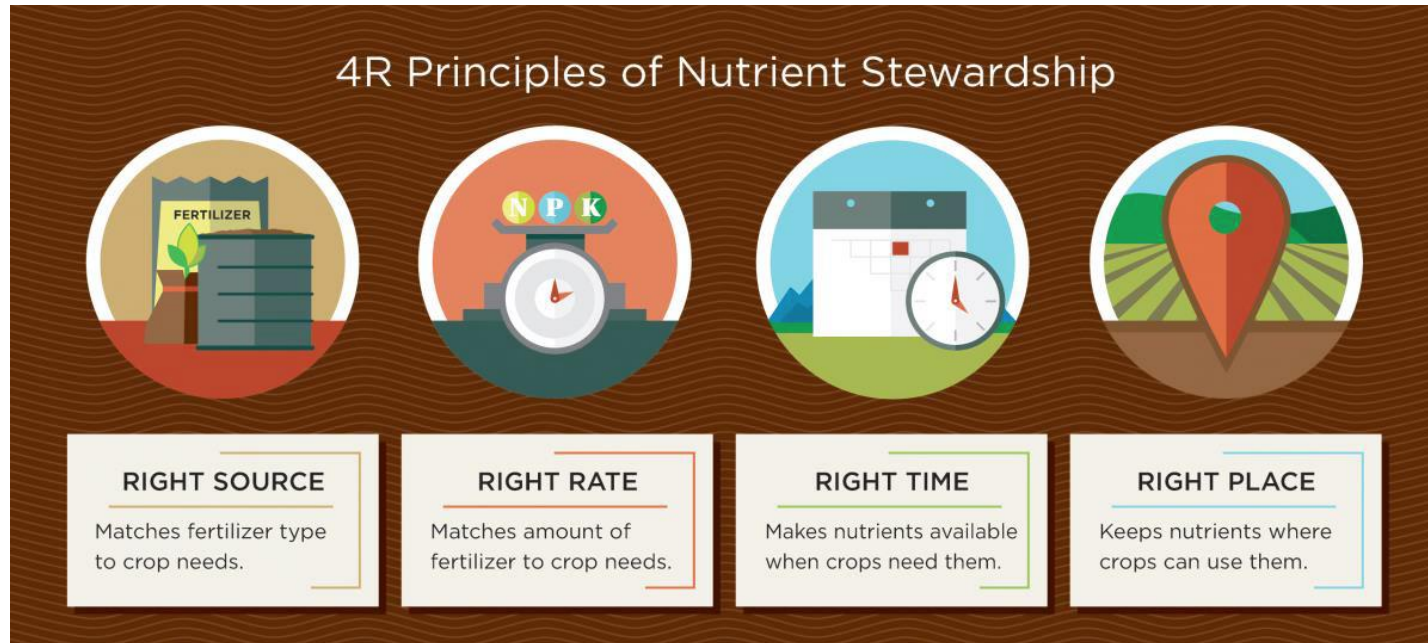 4R Principles of Nutrient Stewardship
FERTILIZER
N P K
RIGHT SOURCE
Matches fertilizer type
to crop needs.
RIGHT RATE
Matches amount of
fertilizer to crop needs.
RIGHT TIME
Makes nutrients available
when crops need them.
RIGHT PLACE
Keeps nutrients where
crops can use them.